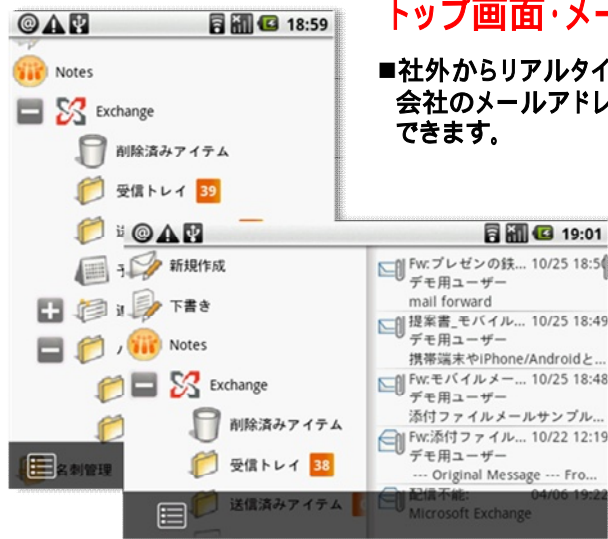 トップ画面・メー
■社外からリアルタイ
会社のメールアドレ
できます。
18:59
Notes
Exchange
削除済みアイテム
受信トレイ 39
名刺管理
19:01
新規作成
下書き
Notes
Exchange
削除済みアイテム
受信トレイ 38
送信済みアイテム
Fw:プレゼンの鉄... 10/25 18:5
デモ用ユーザー
mail forward
提案書_モバイル... 10/25 18:49
デモ用ユーザー
携帯端末やiPhone/Androidと...
Fw:モバイルメー... 10/25 18:48
デモ用ユーザー
添付ファイルメールサンプル...
Fw:添付ファイル... 10/22 12:19
デモ用ユーザー
--- Original Message --- Fro...
配信不能: 04/06 19:22
Microsoft Exchange